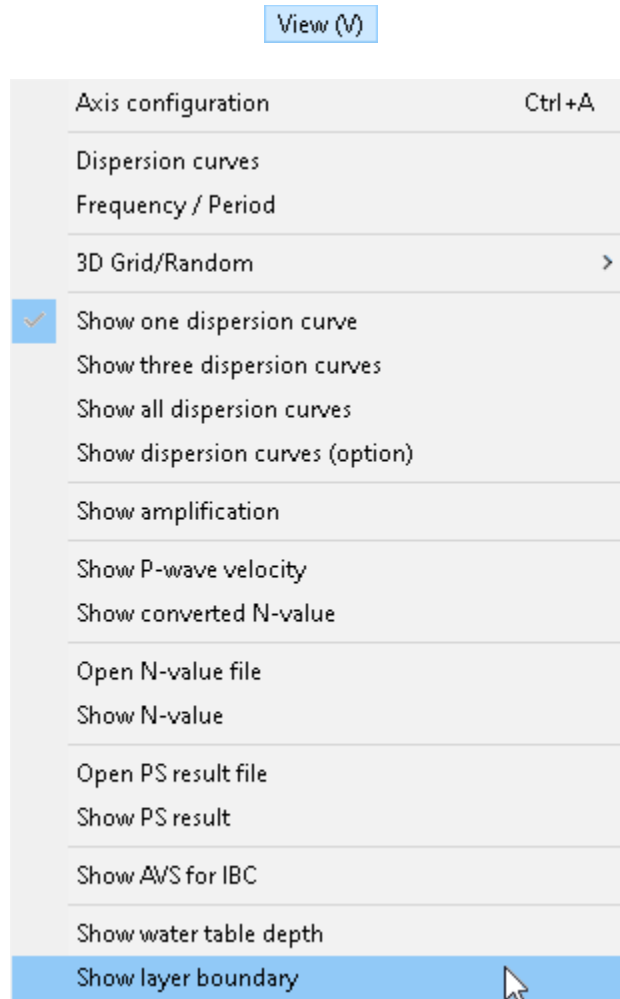 View (V)
Axis configuration Ctrl+A
Dispersion curves
Frequency / Period
3D Grid/Random
Show one dispersion curve
Show three dispersion curves
Show all dispersion curves
Show dispersion curves (option)
Show amplification
Show P-wave velocity
Show converted N-value
Open N-value file
Show N-value
Open PS result file
Show PS result
Show AVS for IBC
Show water table depth
Show layer boundary